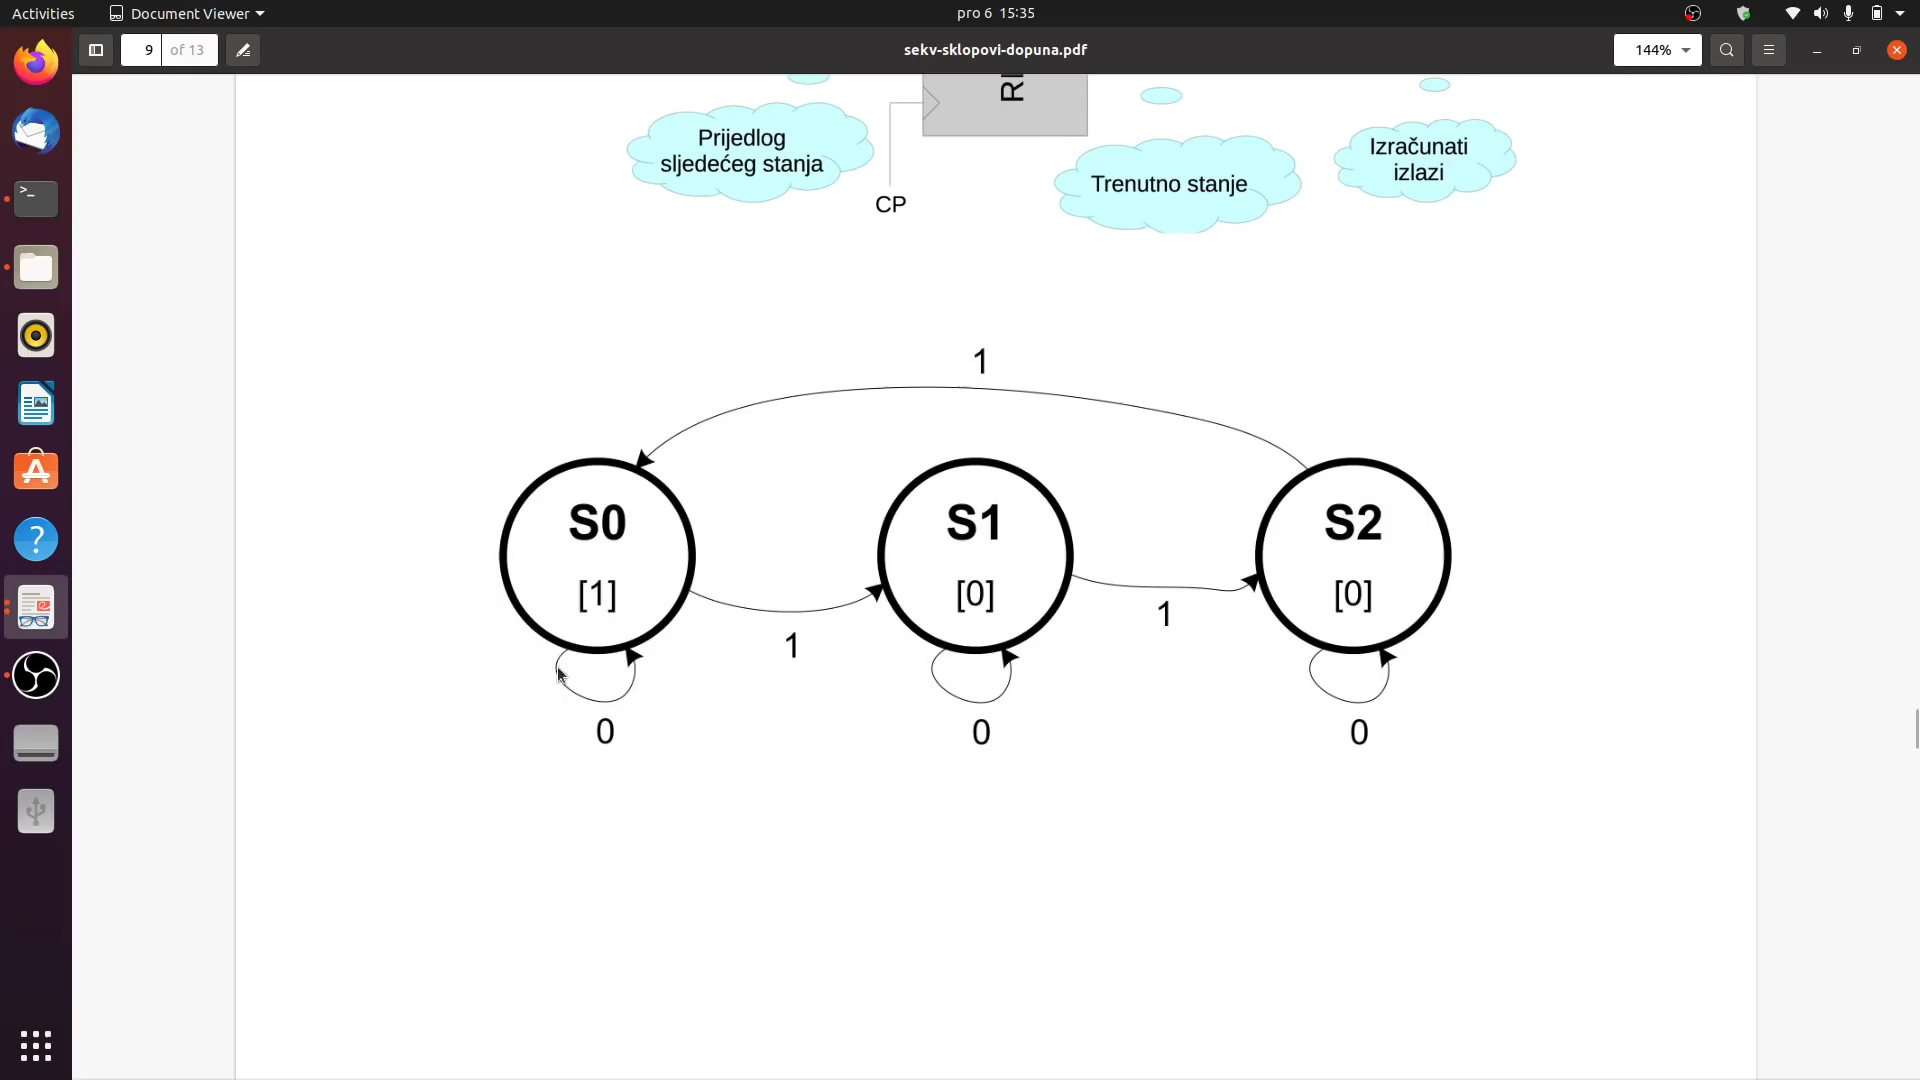 Activities
Document Viewer
pro 6 15:35
9
of 13
sekv-sklopovi-dopuna.pdf
144%
Prijedlog
sljedećeg stanja
CP
Trenutno stanje
Izračunati
izlazi
1
S0
[1]
S1
[0]
S2
[0]
1
1
0
0
0